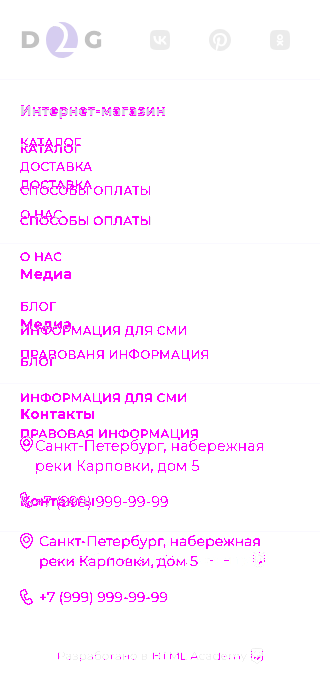 D2G
Интернет-магазин
КАТАЛОГ
КАТАЛОГ
ДОСТАВКА
ДОСТАВКА
СПОСОБЫ ОПЛАТЫ
О НАС
СПОСОБЫ ОПЛАТЫ
О НАС
Медиа
БЛОГ
Медиа
ИНФОРМАЦИЯ ДЛЯ СМИ
ПРАВОВАНЯ ИНФОРМАЦИЯ
БЛОГ
ИНФОРМАЦИЯ ДЛЯ СМИ
Контакты
ПРАВОВАЯ ИНФОРМАЦИЯ
Санкт-Петербург, набережная
реки Карповки, дом 5
Контакты
+7 (999) 999-99-99
Санкт-Петербург, набережная
реки Карповки, дом 5
+7 (999) 999-99-99